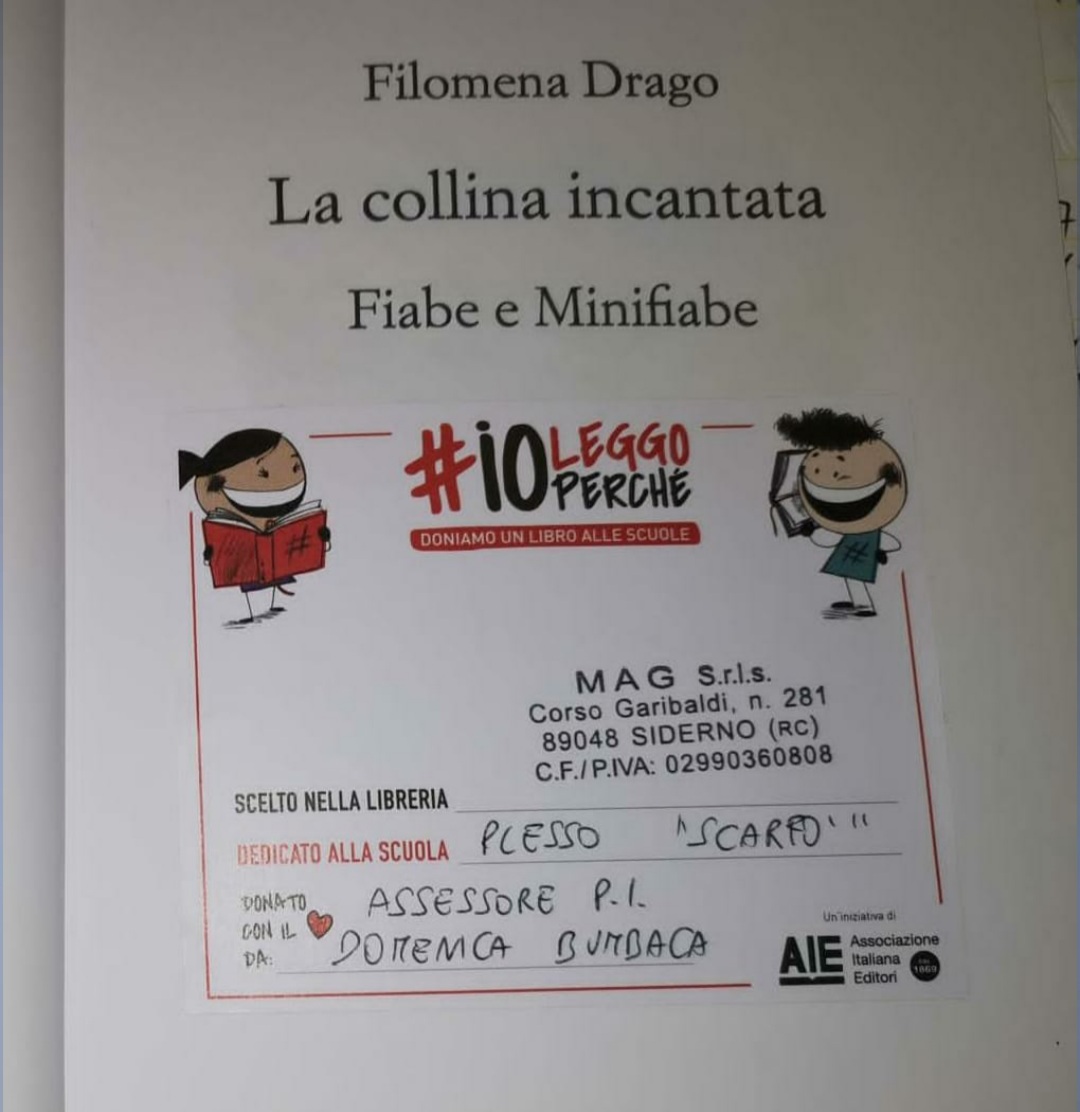 Filomena Drago
La collina incantata
Fiabe e Minifiabe
#iO LEGGO PERCHÉ
DONIAMO UN LIBRO ALLE SCUOLE
MAG S.r.l.s.
Corso Garibaldi, n. 281
89048 SIDERNO (RC)
C.F./P.IVA: 02990360808
SCELTO NELLA LIBRERIA
DEDICATO ALLA SCUOLA PLESSO "SCARFO'"
DONATO CON IL DA: ASSESSORE P.I.
DOMENICA BUMBACA
Un'iniziativa di
AIE Associazione Italiana Editori
1869